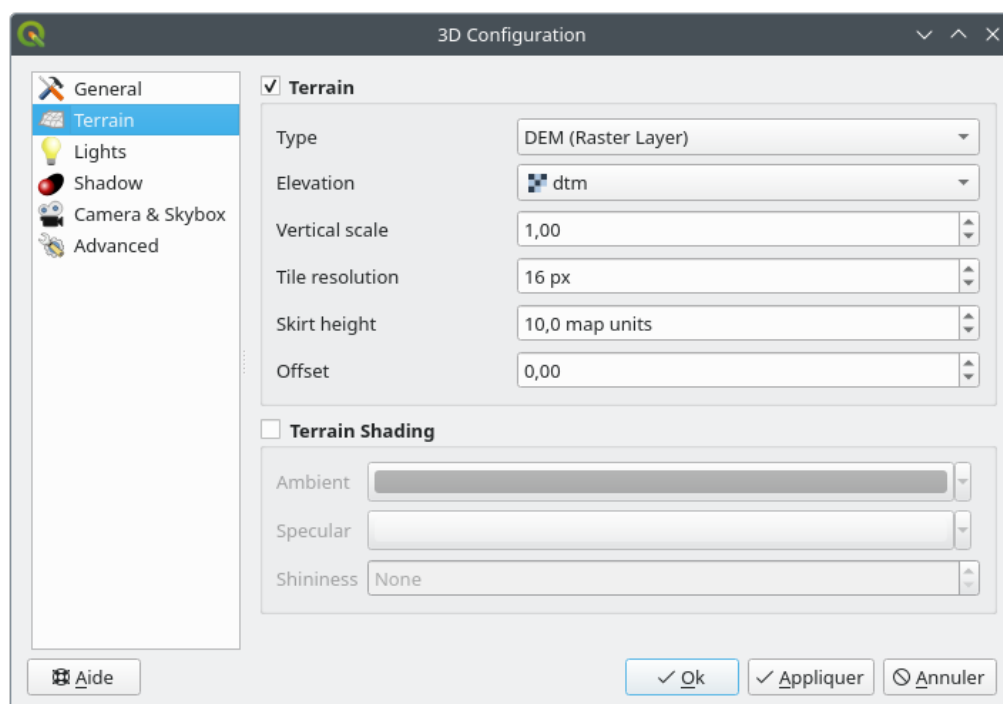 3D Configuration
General
Terrain
Lights
Shadow
Camera & Skybox
Advanced
Terrain
Type DEM (Raster Layer)
Elevation dtm
Vertical scale 1,00
Tile resolution 16 px
Skirt height 10,0 map units
Offset 0,00
Terrain Shading
Ambient
Specular
Shininess None
Aide Ok Appliquer Annuler